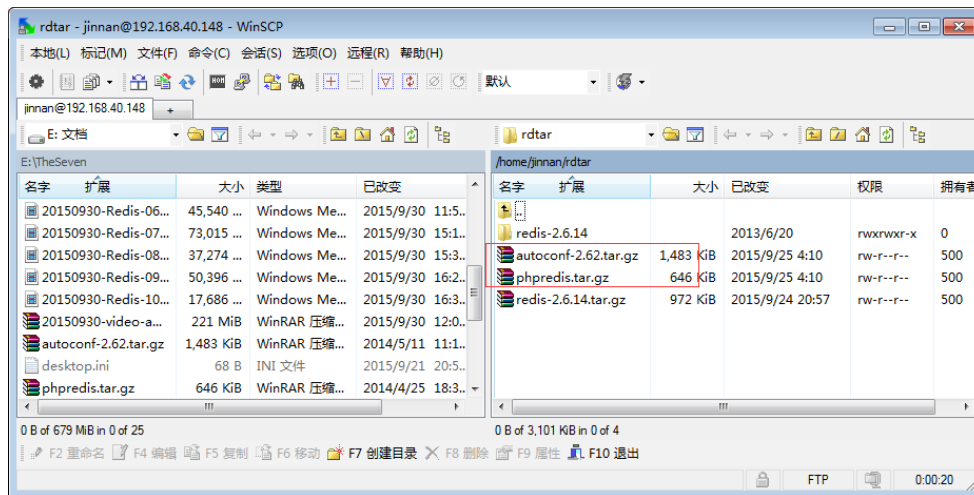 rdtar - jinnan@192.168.40.148 - WinSCP
本地(L) 标记(M) 文件(F) 命令(C) 会话(S) 选项(O) 远程(R) 帮助(H)
默认
jinnan@192.168.40.148 +
E: 文档 rdtar
E:\TheSeven /home/jinnan/rdtar
名字 扩展 大小 类型 已改变 名字 扩展 大小 已改变 权限 拥有者
20150930-Redis-06... 45,540 ... Windows Me... 2015/9/30 11:5.. ..
20150930-Redis-07... 73,015 ... Windows Me... 2015/9/30 15:1.. redis-2.6.14 2013/6/20 rwxrwxr-x 0
20150930-Redis-08... 37,274 ... Windows Me... 2015/9/30 15:3.. autoconf-2.62.tar.gz 1,483 KiB 2015/9/25 4:10 rw-r--r-- 500
20150930-Redis-09... 50,396 ... Windows Me... 2015/9/30 16:2.. phpredis.tar.gz 646 KiB 2015/9/25 4:10 rw-r--r-- 500
20150930-Redis-10... 17,686 ... Windows Me... 2015/9/30 16:3.. redis-2.6.14.tar.gz 972 KiB 2015/9/24 20:57 rw-r--r-- 500
20150930-video-a... 221 MiB WinRAR 压缩... 2015/9/30 12:0..
autoconf-2.62.tar.gz 1,483 KiB WinRAR 压缩... 2014/5/11 11:1..
desktop.ini 68 B INI 文件 2015/9/21 20:5..
phpredis.tar.gz 646 KiB WinRAR 压缩... 2014/4/25 18:3..
0 B of 679 MiB in 0 of 25 0 B of 3,101 KiB in 0 of 4
F2 重命名 F4 编辑 F5 复制 F6 移动 F7 创建目录 F8 删除 F9 属性 F10 退出
FTP 0:00:20